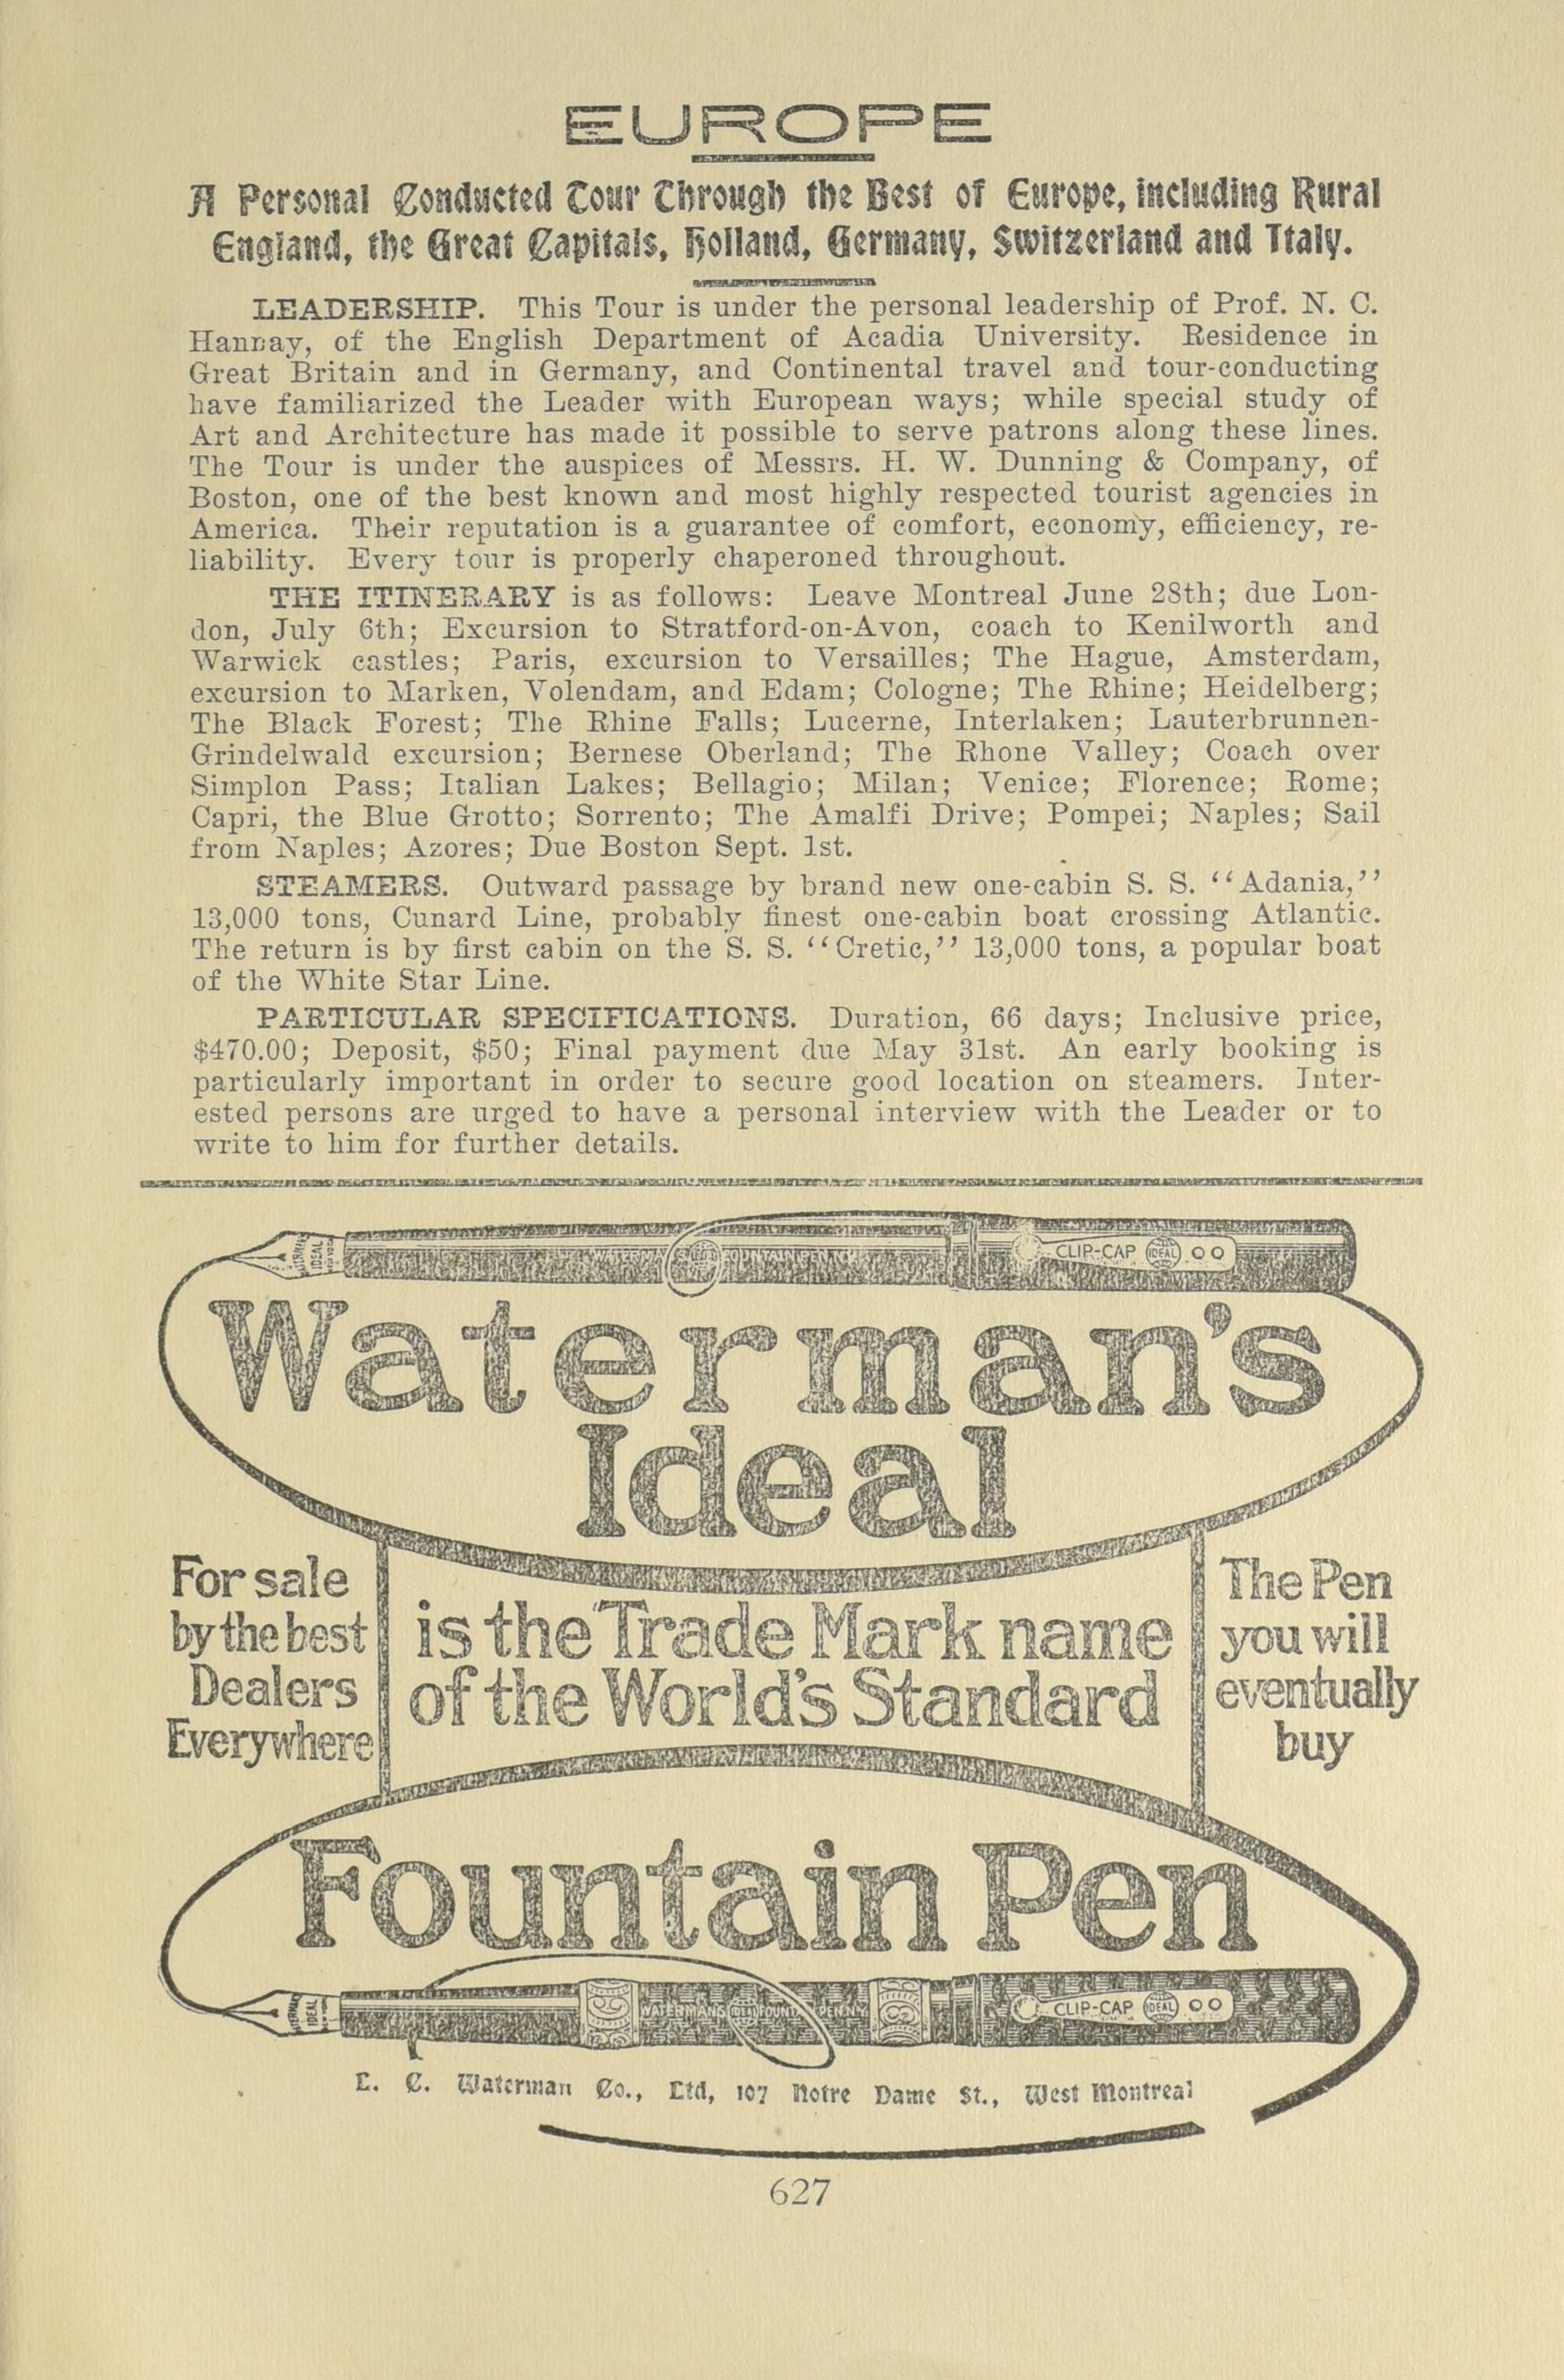 EUROPE
A Personal Conducted Tour Through the Best of Europe, including Rural
England, the Great Capitals, Holland, Germany, Switzerland and Italy.
LEADERSHIP. This Tour is under the personal leadership of Prof. N. C.
Hannay, of the English Department of Acadia University. Residence in
Great Britain and in Germany, and Continental travel and tour-conducting
have familiarized the Leader with European ways; while special study of
Art and Architecture has made it possible to serve patrons along these lines.
The Tour is under the auspices of Messrs. H. W. Dunning & Company, of
Boston, one of the best known and most highly respected tourist agencies in
America. Their reputation is a guarantee of comfort, economy, efficiency, re-
liability. Every tour is properly chaperoned throughout.
THE ITINERARY is as follows: Leave Montreal June 28th; due Lon-
don, July 6th; Excursion to Stratford-on-Avon, coach to Kenilworth and
Warwick castles; Paris, excursion to Versailles; The Hague, Amsterdam,
excursion to Marken, Volendam, and Edam; Cologne; The Rhine; Heidelberg;
The Black Forest; The Rhine Falls; Lucerne, Interlaken; Lauterbrunnen-
Grindelwald excursion; Bernese Oberland; The Rhone Valley; Coach over
Simplon Pass; Italian Lakes; Bellagio; Milan; Venice; Florence; Rome;
Capri, the Blue Grotto; Sorrento; The Amalfi Drive; Pompei; Naples; Sail
from Naples; Azores; Due Boston Sept. 1st.
STEAMERS. Outward passage by brand new one-cabin S. S. "Adania,"
13,000 tons, Cunard Line, probably finest one-cabin boat crossing Atlantic.
The return is by first cabin on the S. S. "Cretic," 13,000 tons, a popular boat
of the White Star Line.
PARTICULAR SPECIFICATIONS. Duration, 66 days; Inclusive price,
$470.00; Deposit, $50; Final payment due May 31st. An early booking is
particularly important in order to secure good location on steamers. Inter-
ested persons are urged to have a personal interview with the Leader or to
write to him for further details.
IDEAL
WATERMAN'S IDEAL FOUNTAIN PEN N.Y.
CLIP-CAP IDEAL
Waterman's
Ideal
For sale
by the best
Dealers
Everywhere
is the Trade Mark name
of the World's Standard
The Pen
you will
eventually
buy
Fountain Pen
IDEAL
WATERMANS IDEAL FOUNTAIN PEN N.Y.
CLIP-CAP IDEAL
L. E. Waterman Co., Ltd, 107 Notre Dame St., West Montreal
627